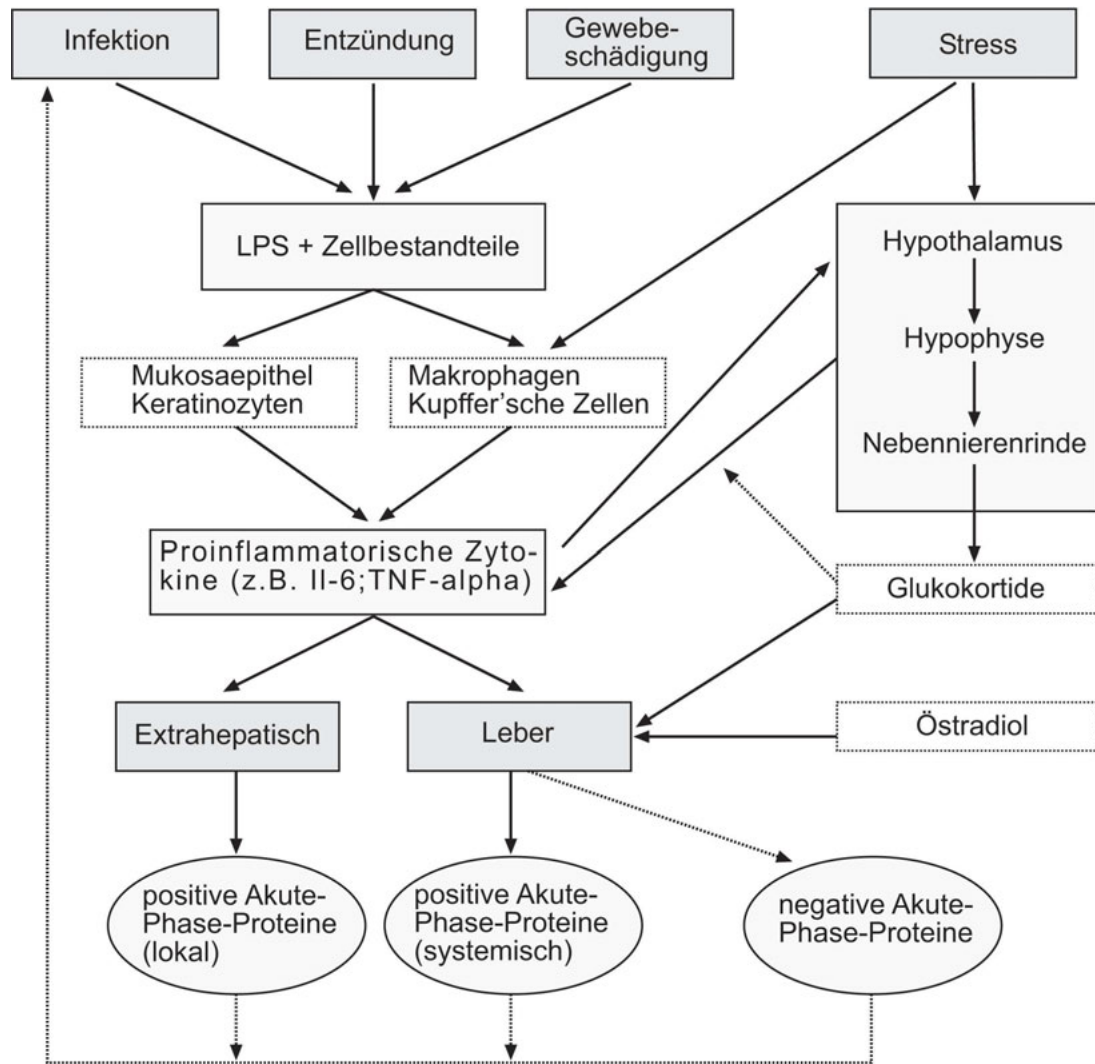 Infektion
Entzündung
Gewebe-
schädigung
Stress
LPS + Zellbestandteile
Hypothalamus
Hypophyse
Nebennierenrinde
Mukosaepithel
Keratinozyten
Makrophagen
Kupffer'sche Zellen
Proinflammatorische Zyto-
kine (z.B. Il-6;TNF-alpha)
Glukokortide
Extrahepatisch
Leber
Östradiol
positive Akute-
Phase-Proteine
(lokal)
positive Akute-
Phase-Proteine
(systemisch)
negative Akute-
Phase-Proteine